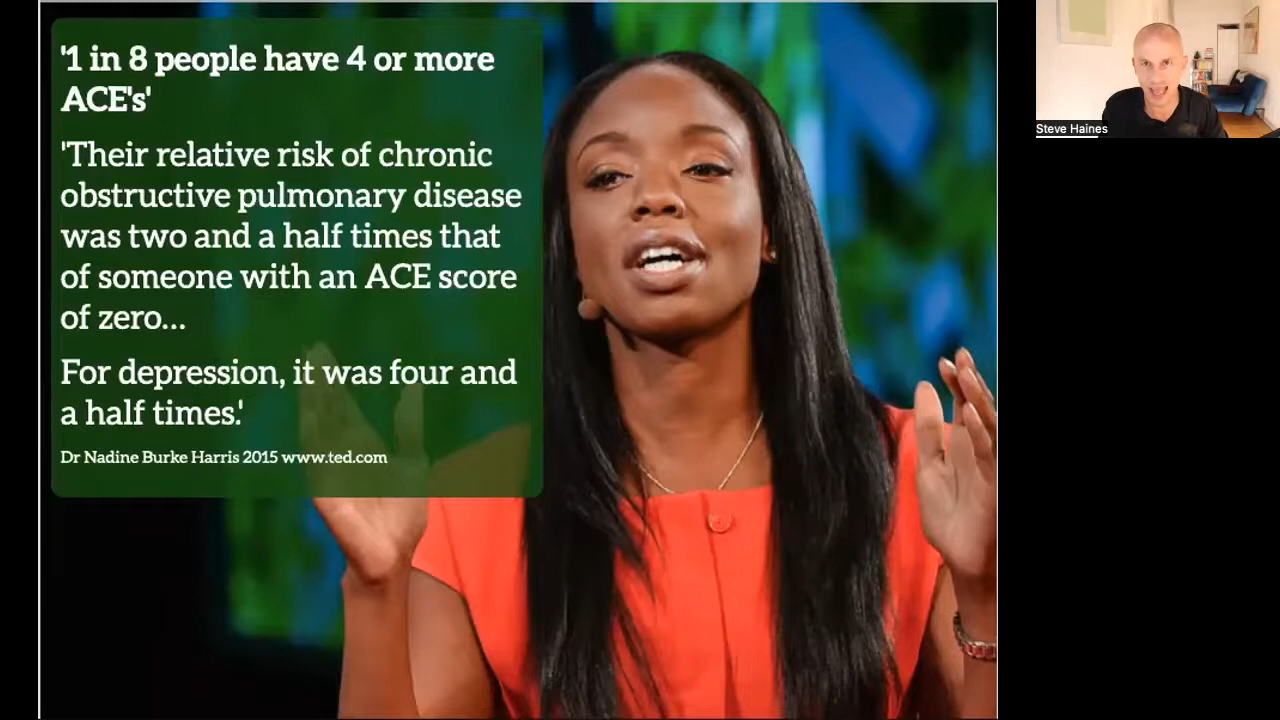 '1 in 8 people have 4 or more
ACE's'
'Their relative risk of chronic
obstructive pulmonary disease
was two and a half times that
of someone with an ACE score
of zero...
For depression, it was four and
a half times.'
Dr Nadine Burke Harris 2015 www.ted.com
Steve Haines